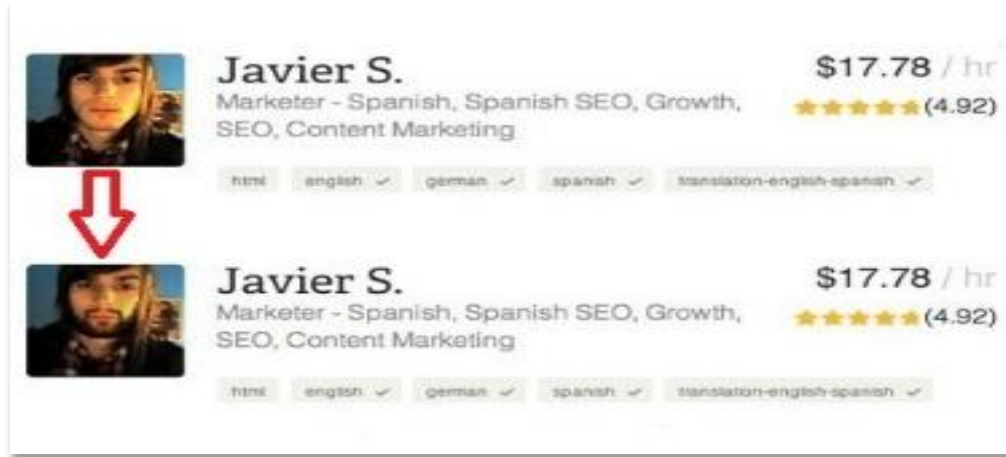 Javier S.
$17.78 / hr
Marketer - Spanish, Spanish SEO, Growth,
(4.92)
SEO, Content Marketing
html english ✓ german ✓ spanish ✓ translation-english-spanish ✓
Javier S.
$17.78 / hr
Marketer - Spanish, Spanish SEO, Growth,
(4.92)
SEO, Content Marketing
html english ✓ german ✓ spanish ✓ translation-english-spanish ✓